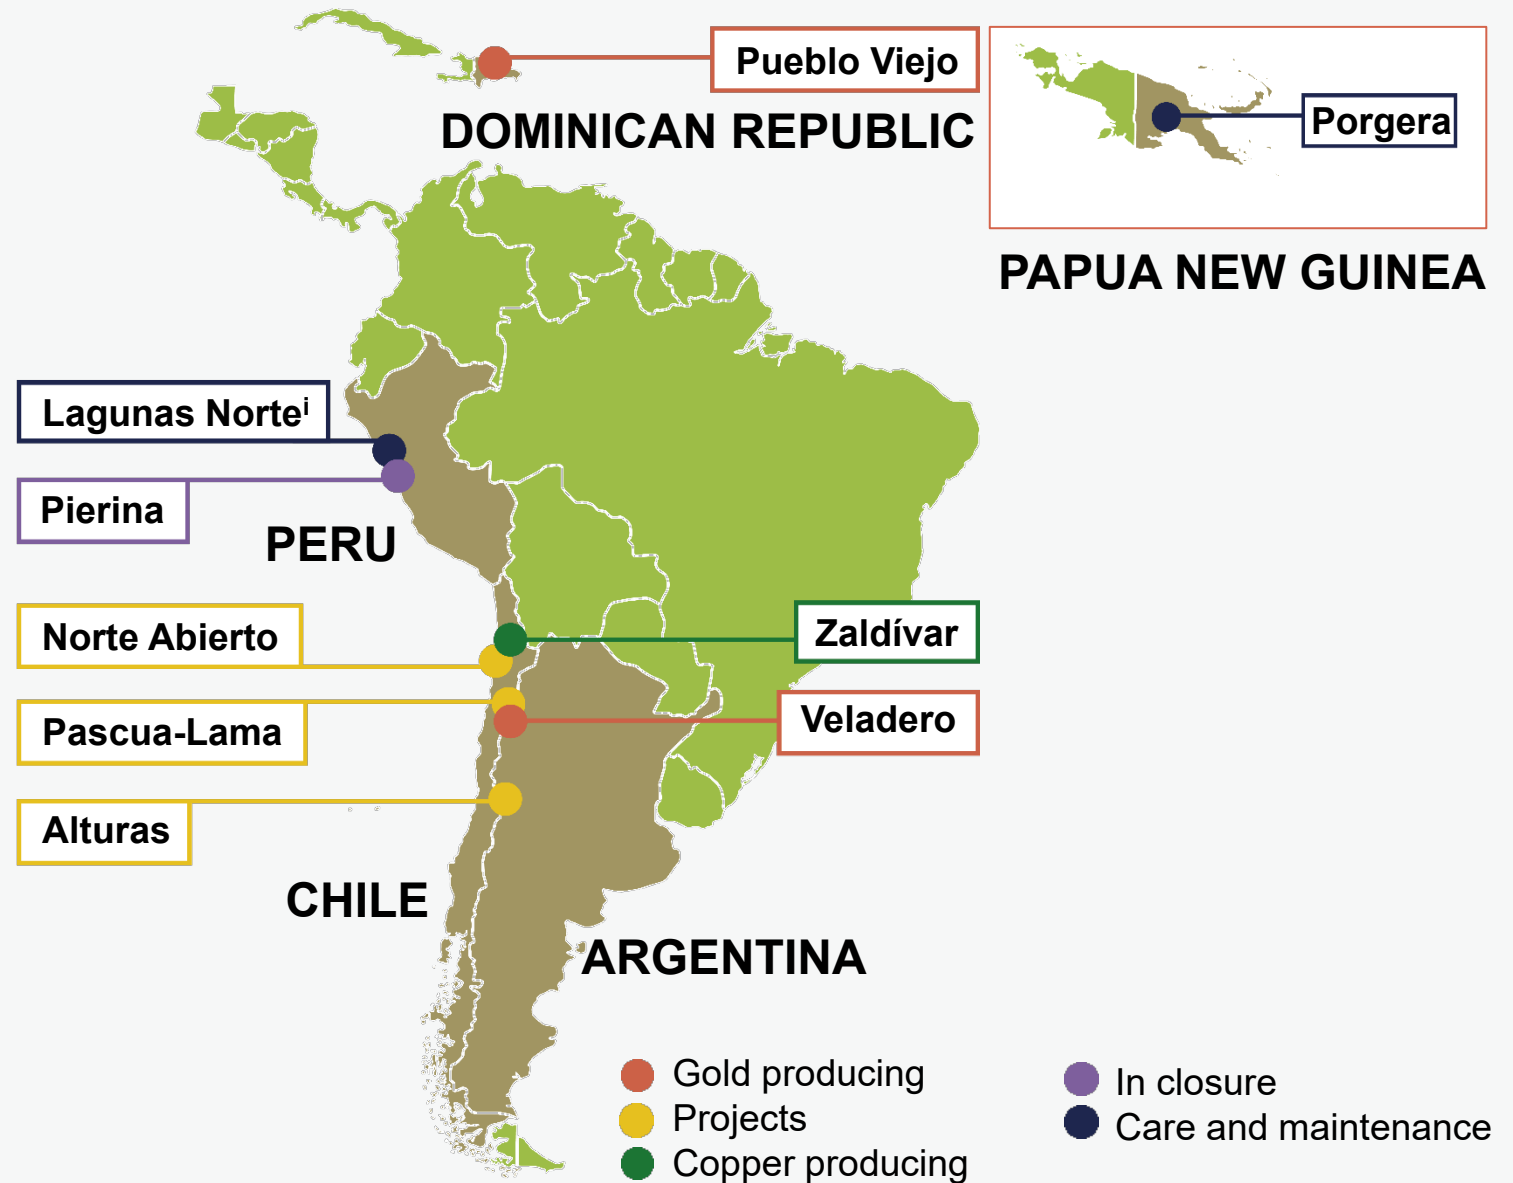 Pueblo Viejo
DOMINICAN REPUBLIC
Porgera
PAPUA NEW GUINEA
Lagunas Norteⁱ
Pierina
PERU
Norte Abierto
Zaldívar
Pascua-Lama
Veladero
Alturas
CHILE
ARGENTINA
Gold producing
Projects
Copper producing
In closure
Care and maintenance